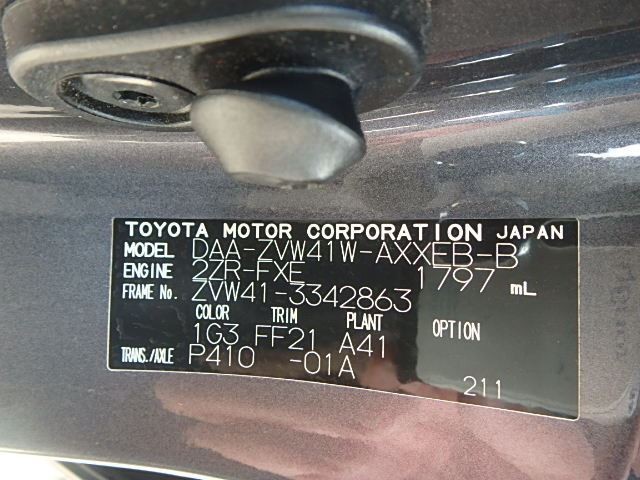 TOYOTA MOTOR CORPORATION JAPAN
MODEL DAA-ZVW41W-AXXEB-B
ENGINE 2ZR-FXE 1797 mL
FRAME No. ZVW41-3342863
COLOR TRIM PLANT OPTION
1G3 FF21 A41
TRANS./AXLE P410 -01A
211